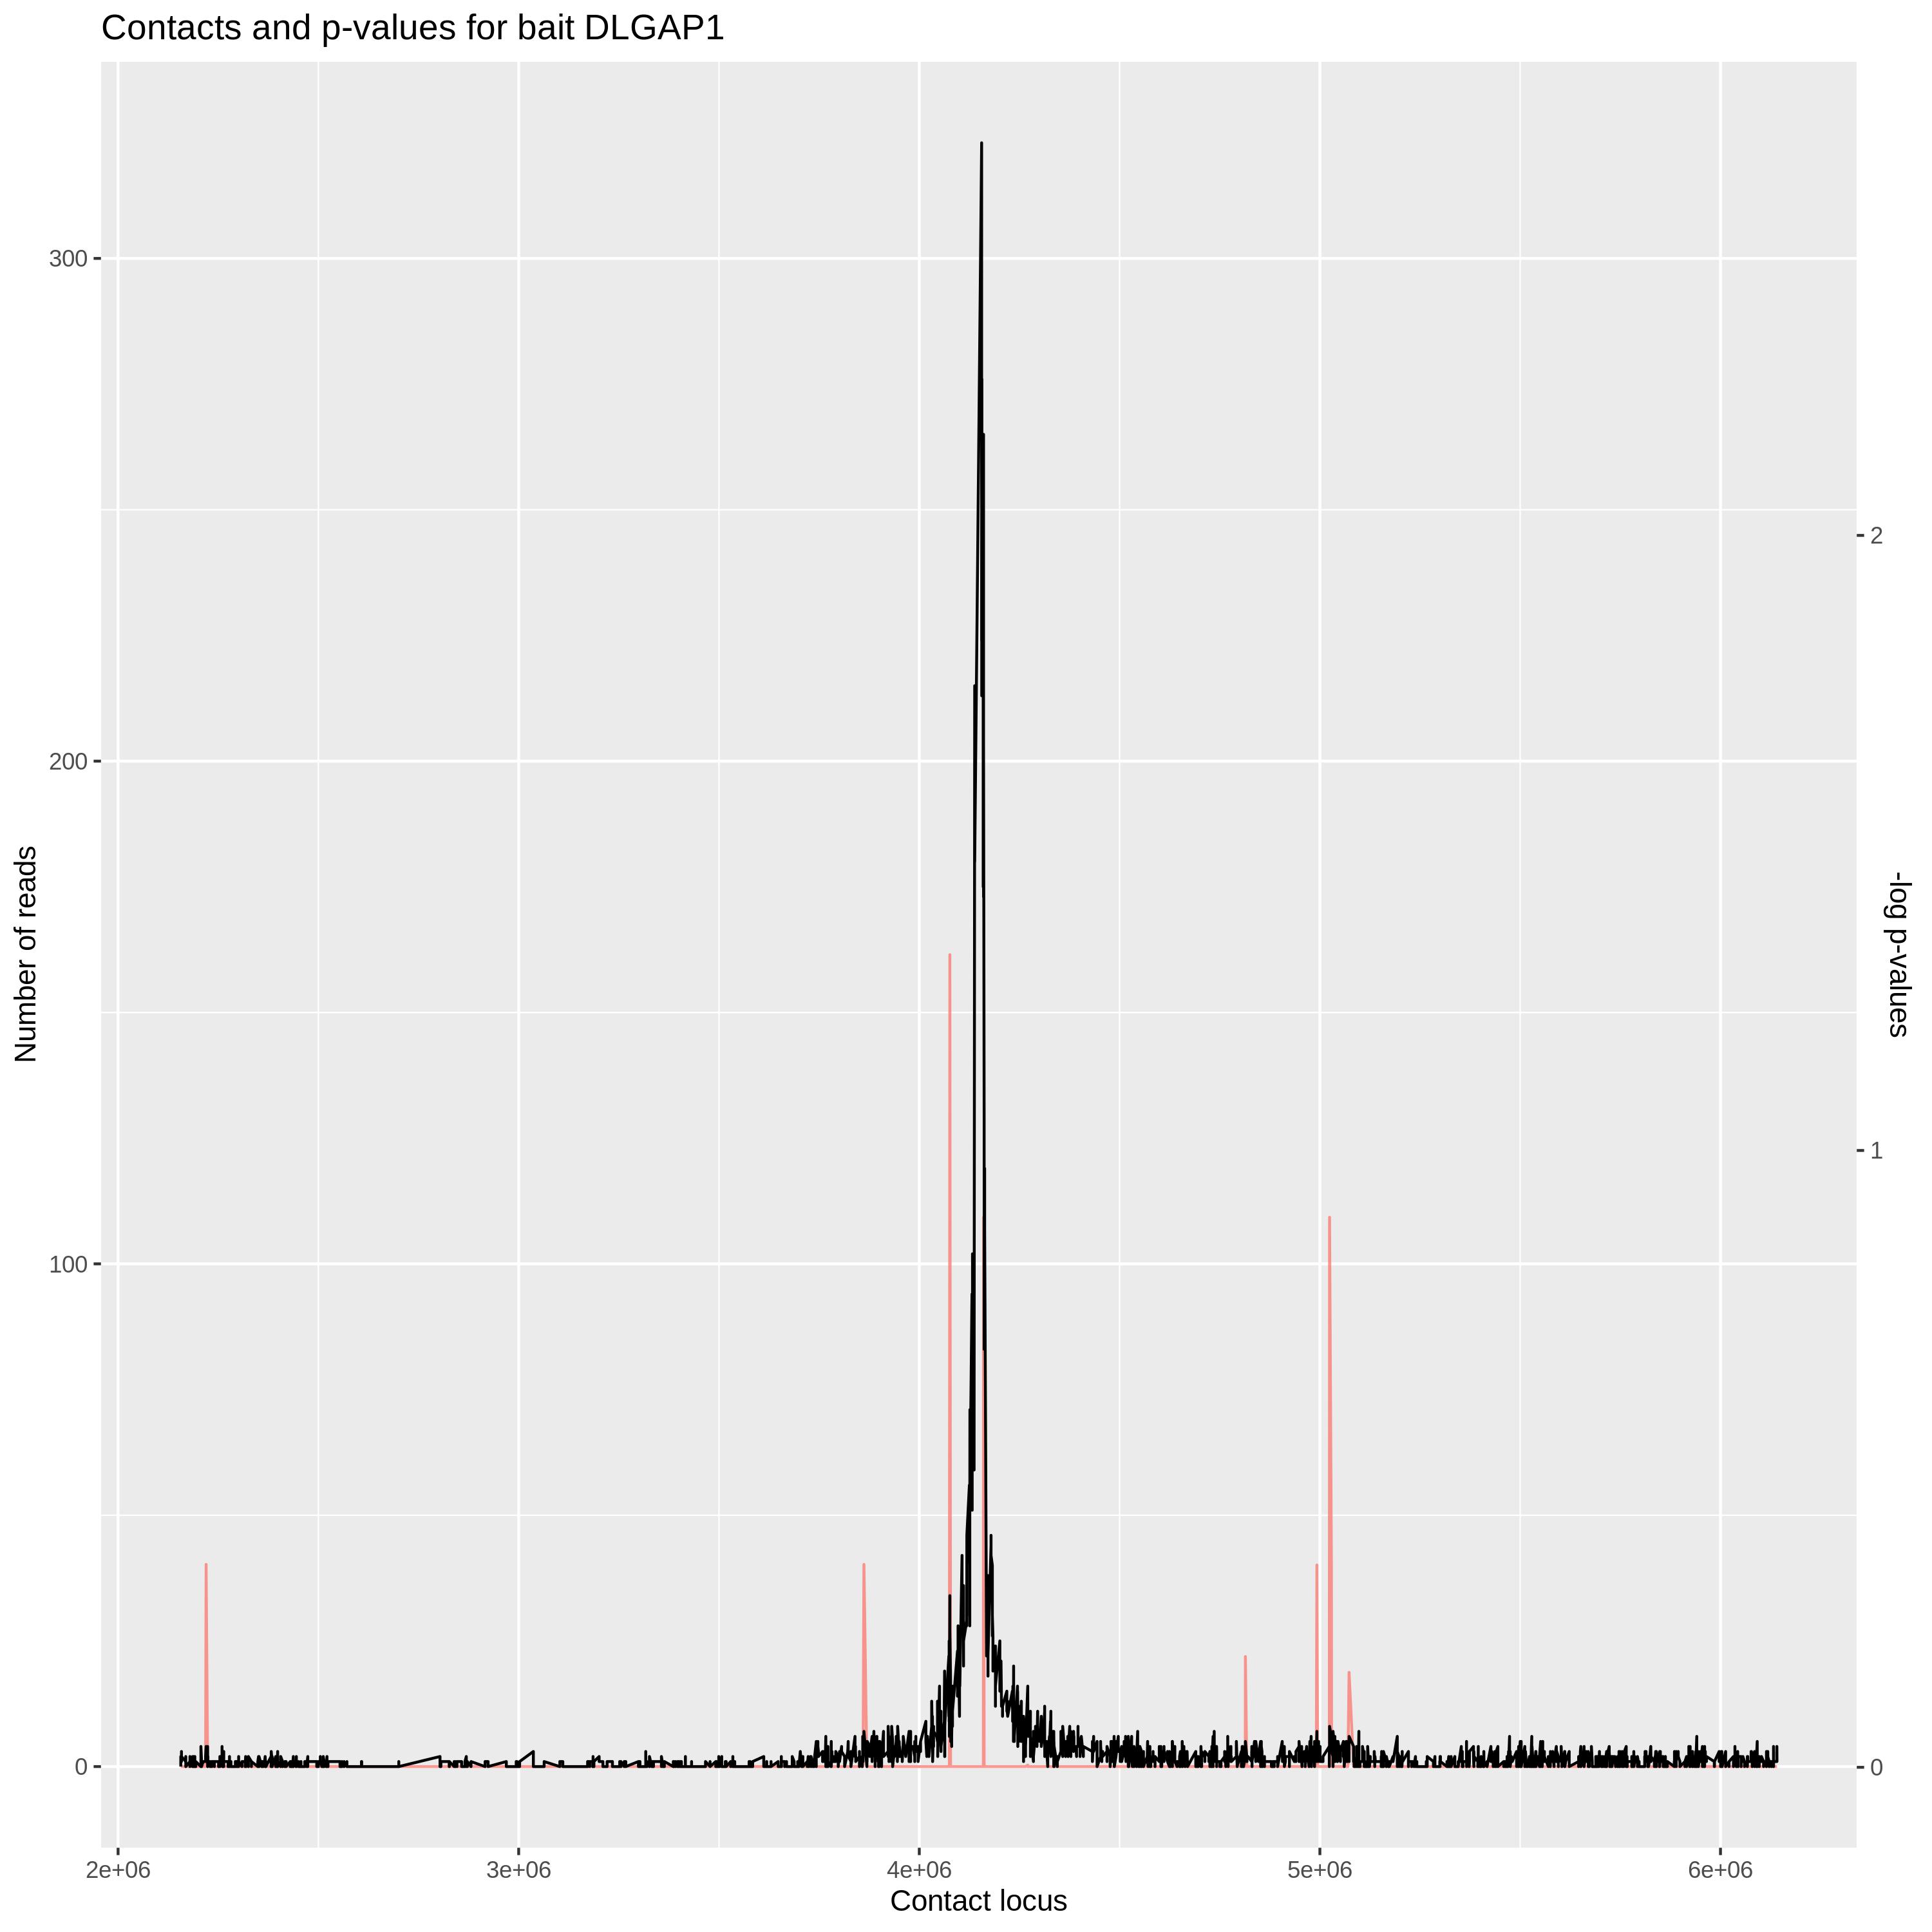 Contacts and p-values for bait DLGAP1
300
200
100
0
Number of reads
2
1
0
-log p-values
2e+06
3e+06
4e+06
5e+06
6e+06
Contact locus